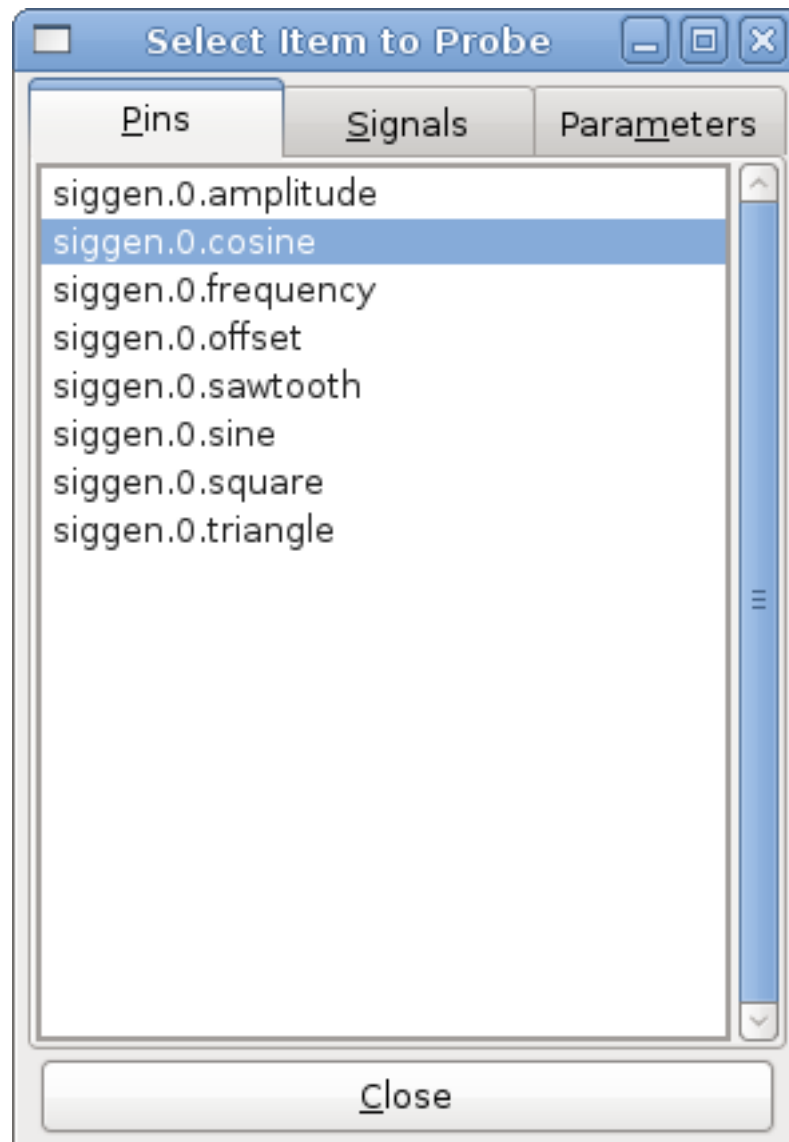 Select Item to Probe
Pins Signals Parameters
siggen.0.amplitude
siggen.0.cosine
siggen.0.frequency
siggen.0.offset
siggen.0.sawtooth
siggen.0.sine
siggen.0.square
siggen.0.triangle
Close